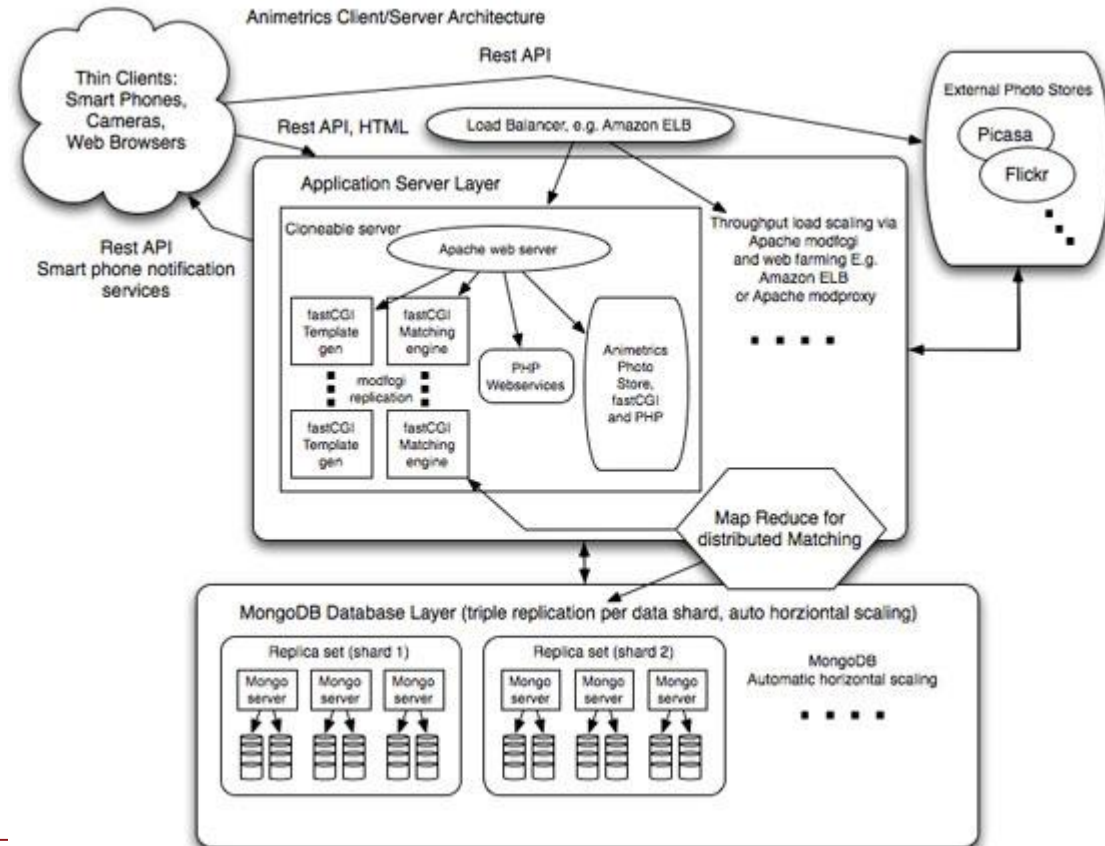 Animetrics Client/Server Architecture
Rest API
Thin Clients:
Smart Phones,
Cameras,
Web Browsers
External Photo Stores
Picasa
Flickr
Rest API, HTML
Load Balancer, e.g. Amazon ELB
Application Server Layer
Rest API
Smart phone notification
services
Cloneable server
Apache web server
Throughput load scaling via
Apache modfcgi
and web farming E.g.
Amazon ELB
or Apache modproxy
fastCGI
Template
gen
fastCGI
Matching
engine
PHP
Webservices
Animetrics
Photo
Store,
fastCGI
and PHP
modfcgi
replication
fastCGI
Template
gen
fastCGI
Matching
engine
Map Reduce for
distributed Matching
MongoDB Database Layer (triple replication per data shard, auto horziontal scaling)
Replica set (shard 1)
Mongo
server
Mongo
server
Mongo
server
Replica set (shard 2)
Mongo
server
Mongo
server
Mongo
server
MongoDB
Automatic horizontal scaling